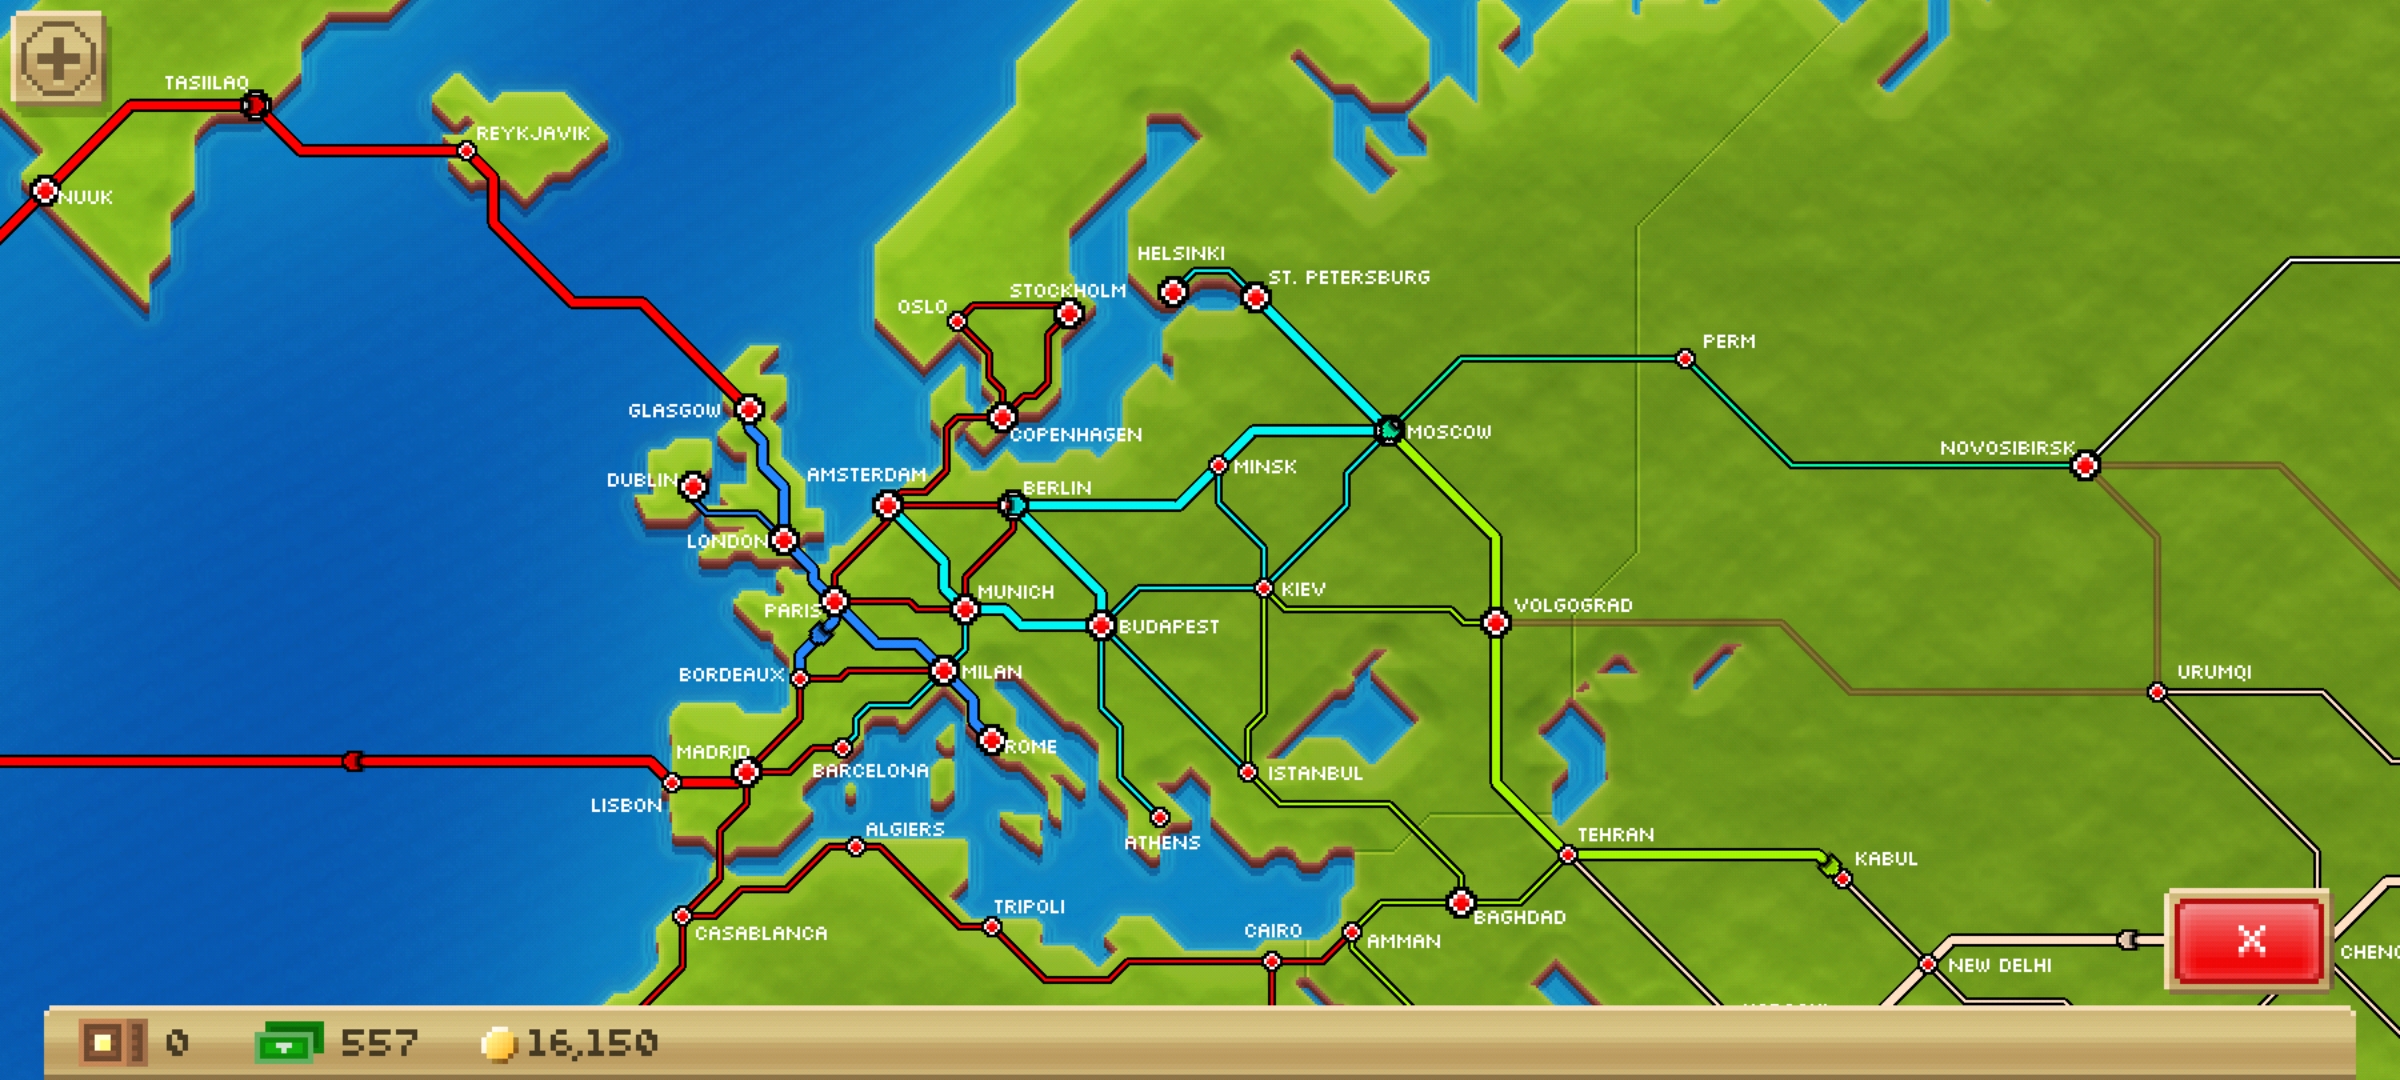 TASIILAQ
REYKJAVIK
NUUK
HELSINKI
ST. PETERSBURG
STOCKHOLM
OSLO
PERM
GLASGOW
COPENHAGEN
MOSCOW
NOVOSIBIRSK
MINSK
DUBLIN
AMSTERDAM
BERLIN
LONDON
MUNICH
KIEV
PARIS
VOLGOGRAD
BUDAPEST
BORDEAUX
MILAN
URUMQI
MADRID
ROME
BARCELONA
ISTANBUL
LISBON
ALGIERS
ATHENS
TEHRAN
KABUL
TRIPOLI
CASABLANCA
CAIRO
BAGHDAD
AMMAN
NEW DELHI
CHENG
0
557
16,150